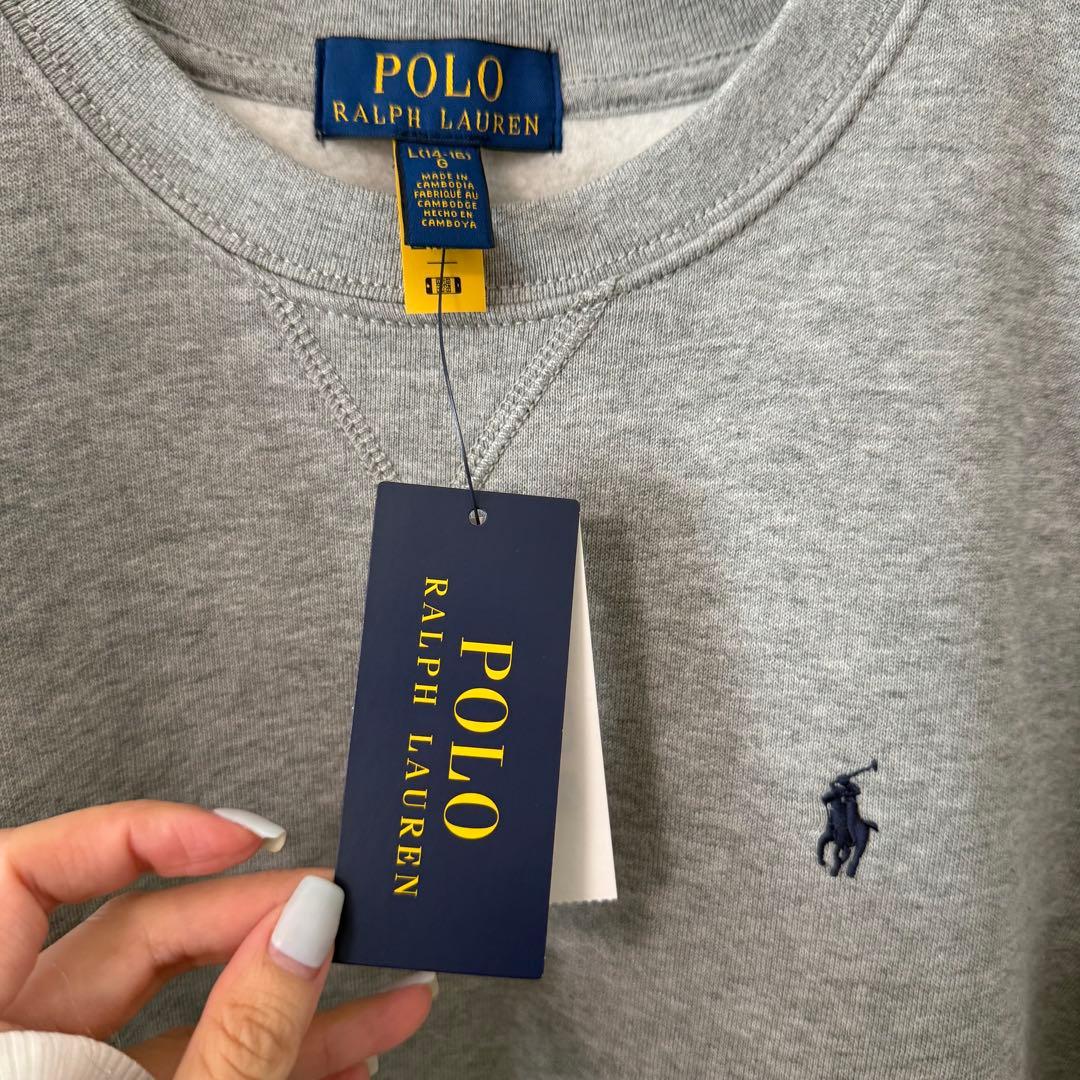 POLO
RALPH LAUREN
L(14-16)
G
MADE IN
CAMBODIA
FABRIQUÉ AU
CAMBODGE
HECHO EN
CAMBOYA
POLO
RALPH LAUREN